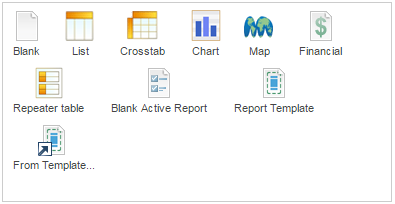 Blank List Crosstab Chart Map Financial
Repeater table Blank Active Report Report Template
From Template...